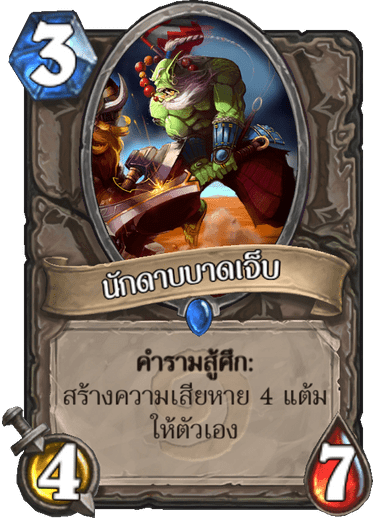 3
นักดาบบาดเจ็บ
คำรามสู้ศึก:
สร้างความเสียหาย 4 แต้ม
ให้ตัวเอง
4
7